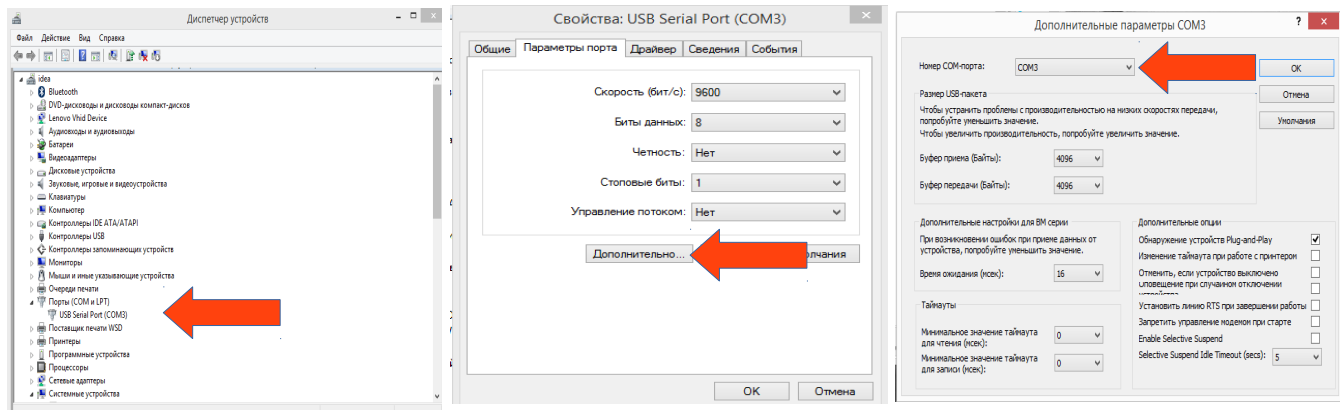 Диспетчер устройств
Файл Действие Вид Справка
idea
Bluetooth
DVD-дисководы и дисководы компакт-дисков
Lenovo Vhid Device
Аудиовходы и аудиовыходы
Батареи
Видеоадаптеры
Дисковые устройства
Звуковые, игровые и видеоустройства
Клавиатуры
Компьютер
Контроллеры IDE ATA/ATAPI
Контроллеры USB
Контроллеры запоминающих устройств
Мониторы
Мыши и иные указывающие устройства
Очереди печати
Порты (COM и LPT)
USB Serial Port (COM3)
Поставщик печати WSD
Принтеры
Программные устройства
Процессоры
Сетевые адаптеры
Системные устройства
Свойства: USB Serial Port (COM3)
Общие Параметры порта Драйвер Сведения События
Скорость (бит/с): 9600
Биты данных: 8
Четность: Нет
Стоповые биты: 1
Управление потоком: Нет
Дополнительно... лчания
OK Отмена
Дополнительные параметры COM3
Номер COM-порта: COM3
OK
Отмена
Умолчания
Размер USB-пакета
Чтобы устранить проблемы с производительностью на низких скоростях передачи,
попробуйте уменьшить значение.
Чтобы увеличить производительность, попробуйте увеличить значение.
Буфер приема (Байты): 4096
Буфер передачи (Байты): 4096
Дополнительные настройки для BM серии
При возникновении ошибок при приеме данных от
устройства, попробуйте уменьшить значение.
Время ожидания (мсек): 16
Таймауты
Минимальное значение таймаута
для чтения (мсек): 0
Минимальное значение таймаута
для записи (мсек): 0
Дополнительные опции
Обнаружение устройств Plug-and-Play
Изменение таймаута при работе с принтером
Отменить, если устройство выключено
оповещение при случайном отключении
Установить линию RTS при завершении работы
Запретить управление модемом при старте
Enable Selective Suspend
Selective Suspend Idle Timeout (secs): 5